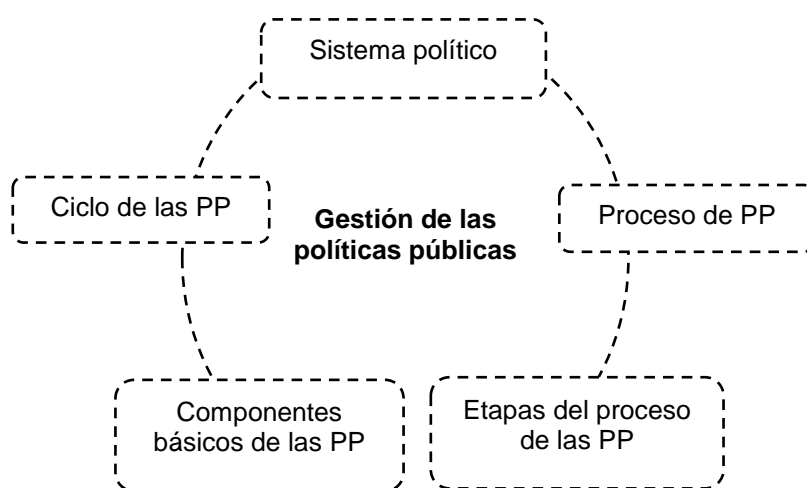 Sistema político
Ciclo de las PP
Gestión de las
políticas públicas
Proceso de PP
Componentes
básicos de las PP
Etapas del proceso
de las PP